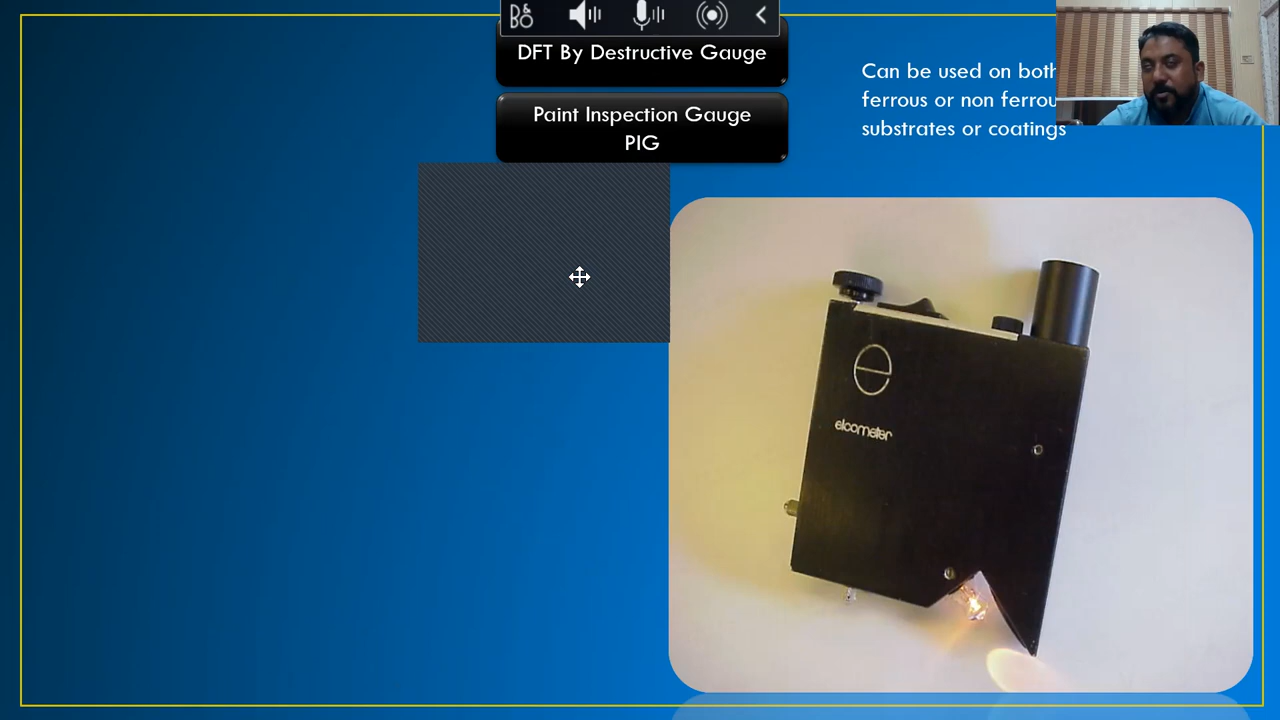 B&O
DFT By Destructive Gauge
Paint Inspection Gauge
PIG
Can be used on both
ferrous or non ferrou
substrates or coatings
elcometer